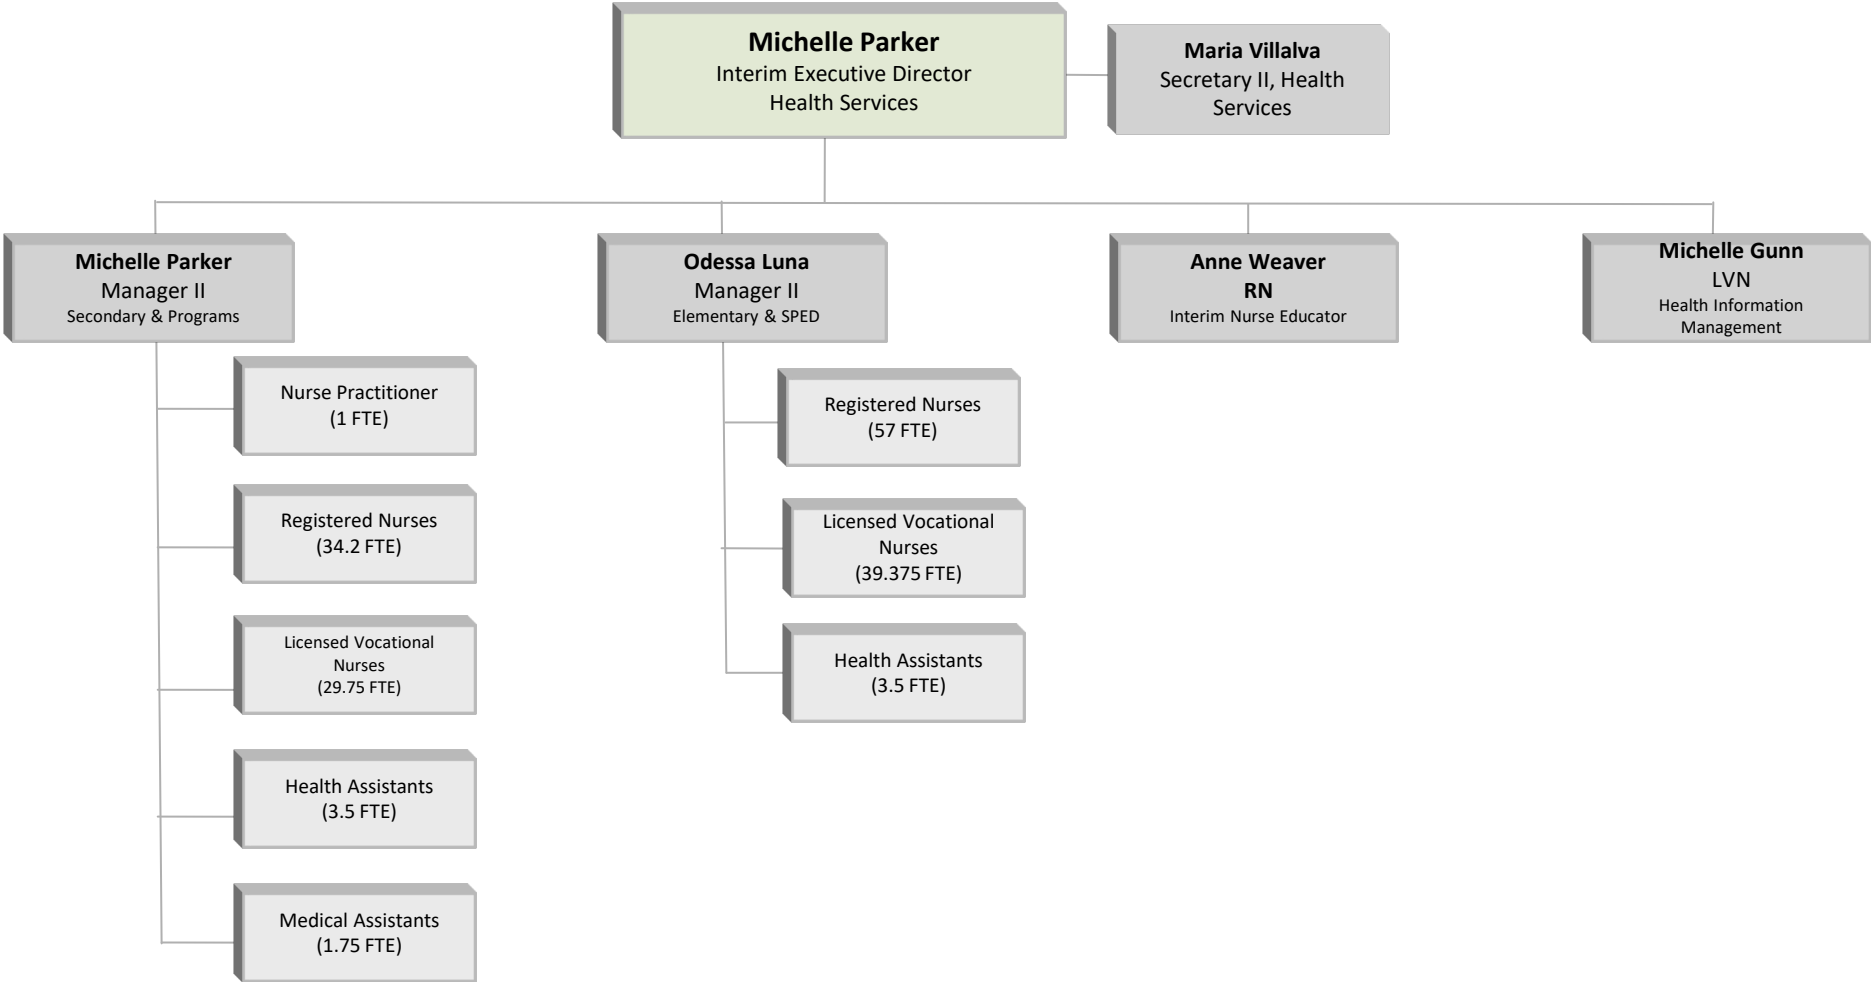 Michelle Parker
Interim Executive Director
Health Services
Maria Villalva
Secretary II, Health
Services
Michelle Parker
Manager II
Secondary & Programs
Odessa Luna
Manager II
Elementary & SPED
Anne Weaver
RN
Interim Nurse Educator
Michelle Gunn
LVN
Health Information
Management
Nurse Practitioner
(1 FTE)
Registered Nurses
(34.2 FTE)
Licensed Vocational
Nurses
(29.75 FTE)
Health Assistants
(3.5 FTE)
Medical Assistants
(1.75 FTE)
Registered Nurses
(57 FTE)
Licensed Vocational
Nurses
(39.375 FTE)
Health Assistants
(3.5 FTE)